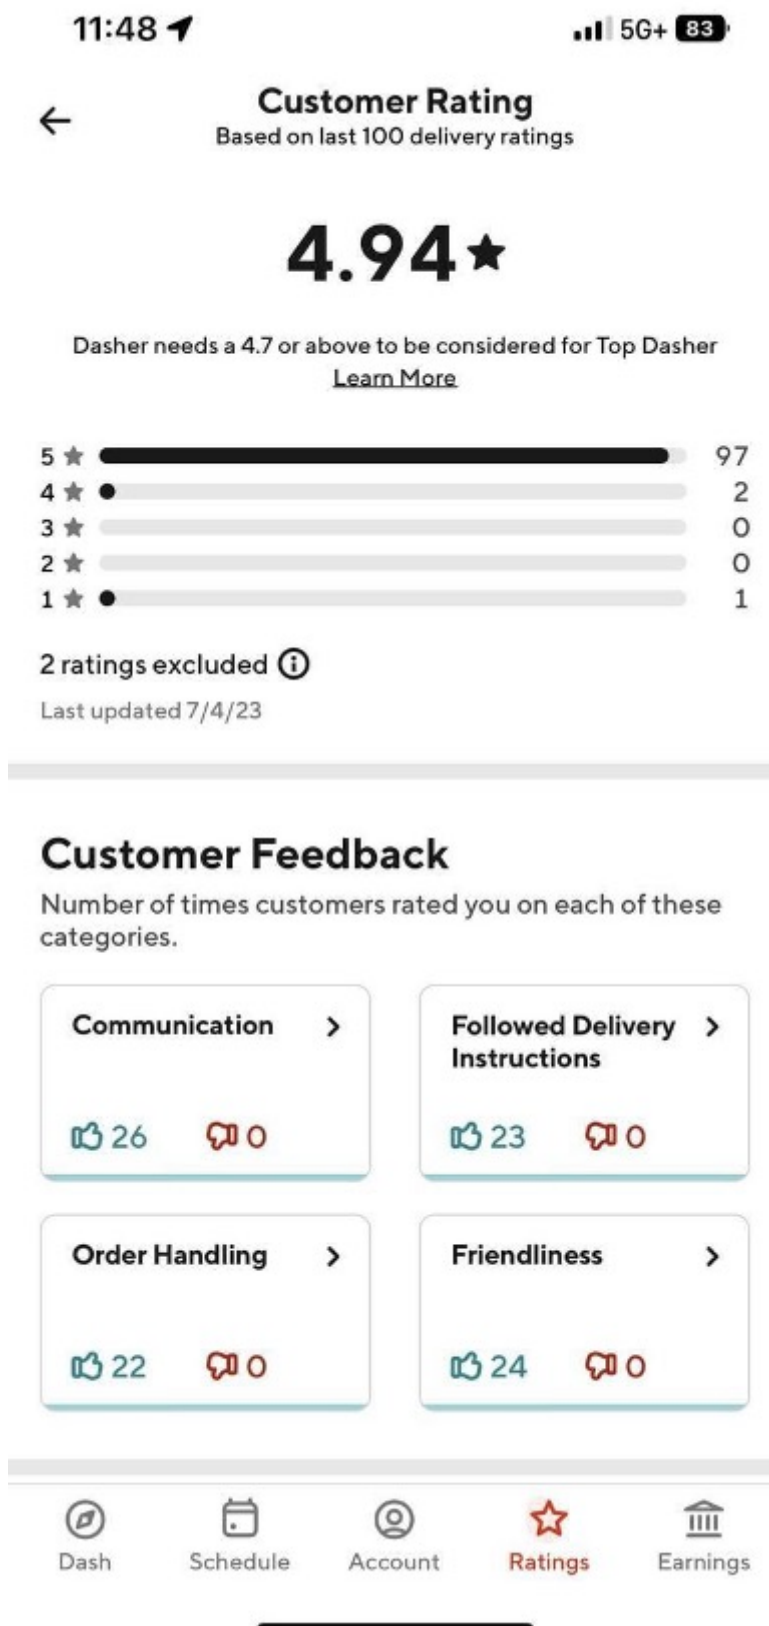 11:48
5G+ 83
Customer Rating
Based on last 100 delivery ratings
4.94★
Dasher needs a 4.7 or above to be considered for Top Dasher
Learn More
5 ★ 97
4 ★ 2
3 ★ 0
2 ★ 0
1 ★ 1
2 ratings excluded
Last updated 7/4/23
Customer Feedback
Number of times customers rated you on each of these
categories.
Communication
26 0
Followed Delivery
Instructions
23 0
Order Handling
22 0
Friendliness
24 0
Dash
Schedule
Account
Ratings
Earnings